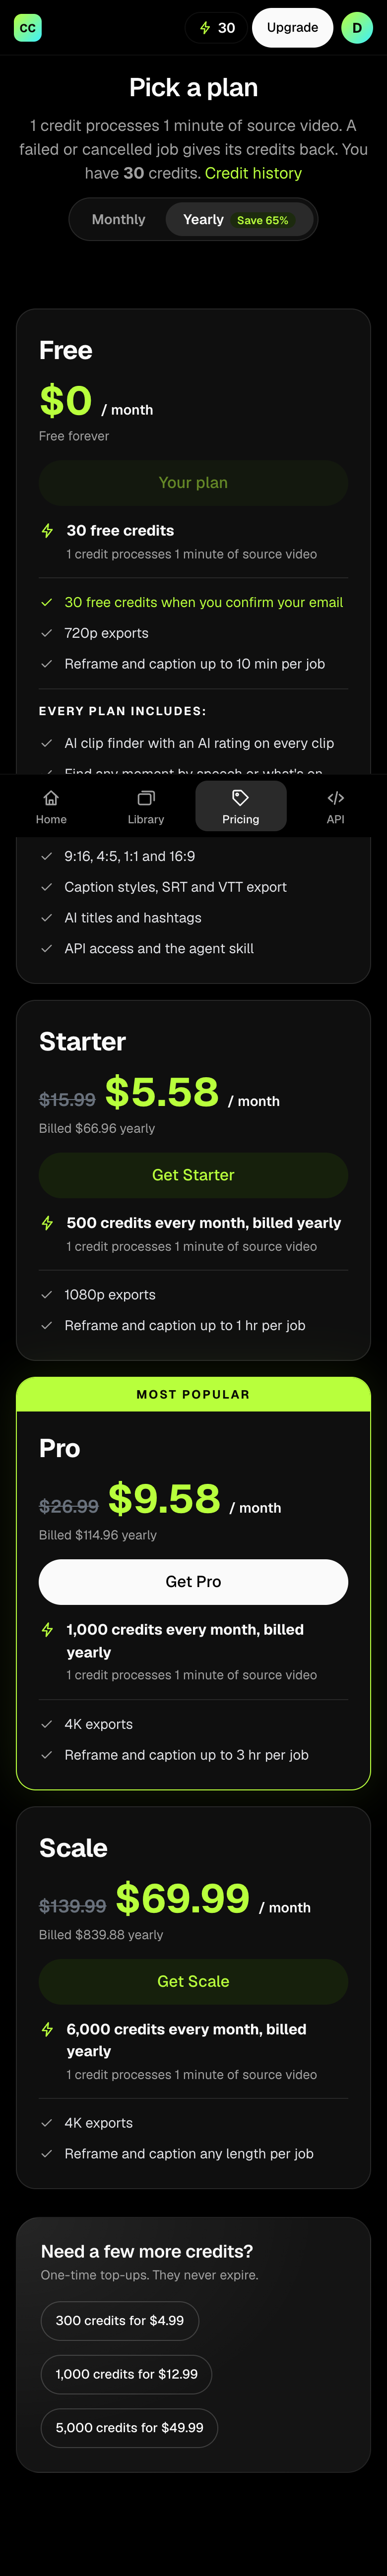 CC
30
Upgrade
D
Pick a plan
1 credit processes 1 minute of source video. A
failed or cancelled job gives its credits back. You
have 30 credits. Credit history
Monthly
Yearly Save 65%
Free
$0 / month
Free forever
Your plan
30 free credits
1 credit processes 1 minute of source video
30 free credits when you confirm your email
720p exports
Reframe and caption up to 10 min per job
EVERY PLAN INCLUDES:
AI clip finder with an AI rating on every clip
Find any moment by speech or what's on
Home
Library
Pricing
API
9:16, 4:5, 1:1 and 16:9
Caption styles, SRT and VTT export
AI titles and hashtags
API access and the agent skill
Starter
$15.99 $5.58 / month
Billed $66.96 yearly
Get Starter
500 credits every month, billed yearly
1 credit processes 1 minute of source video
1080p exports
Reframe and caption up to 1 hr per job
MOST POPULAR
Pro
$26.99 $9.58 / month
Billed $114.96 yearly
Get Pro
1,000 credits every month, billed
yearly
1 credit processes 1 minute of source video
4K exports
Reframe and caption up to 3 hr per job
Scale
$139.99 $69.99 / month
Billed $839.88 yearly
Get Scale
6,000 credits every month, billed
yearly
1 credit processes 1 minute of source video
4K exports
Reframe and caption any length per job
Need a few more credits?
One-time top-ups. They never expire.
300 credits for $4.99
1,000 credits for $12.99
5,000 credits for $49.99